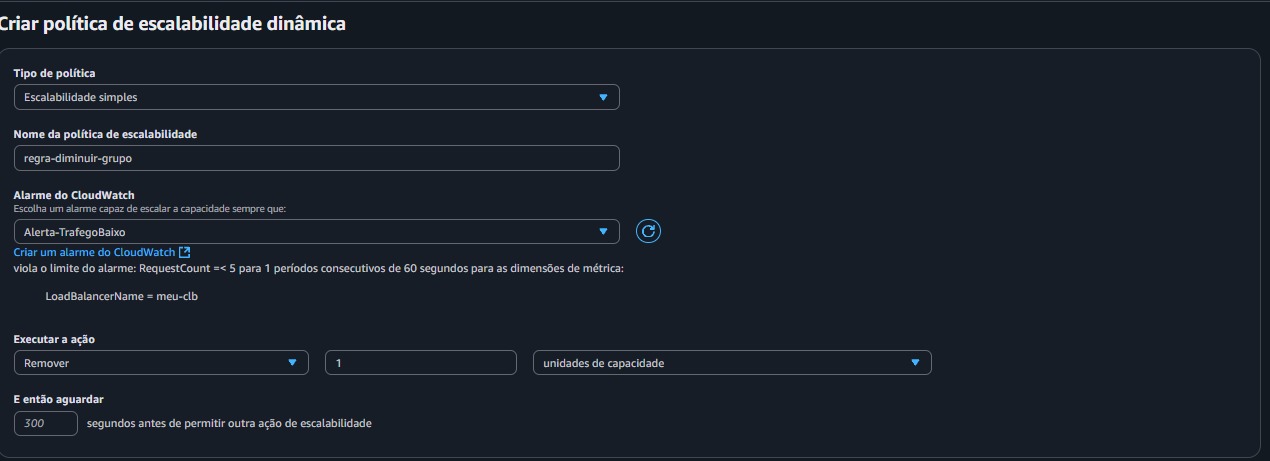 Criar política de escalabilidade dinâmica
Tipo de política
Escalabilidade simples
Nome da política de escalabilidade
regra-diminuir-grupo
Alarme do CloudWatch
Escolha um alarme capaz de escalar a capacidade sempre que:
Alerta-TrafegoBaixo
Criar um alarme do CloudWatch
viola o limite do alarme: RequestCount =< 5 para 1 períodos consecutivos de 60 segundos para as dimensões de métrica:
LoadBalancerName = meu-clb
Executar a ação
Remover 1 unidades de capacidade
E então aguardar
300 segundos antes de permitir outra ação de escalabilidade